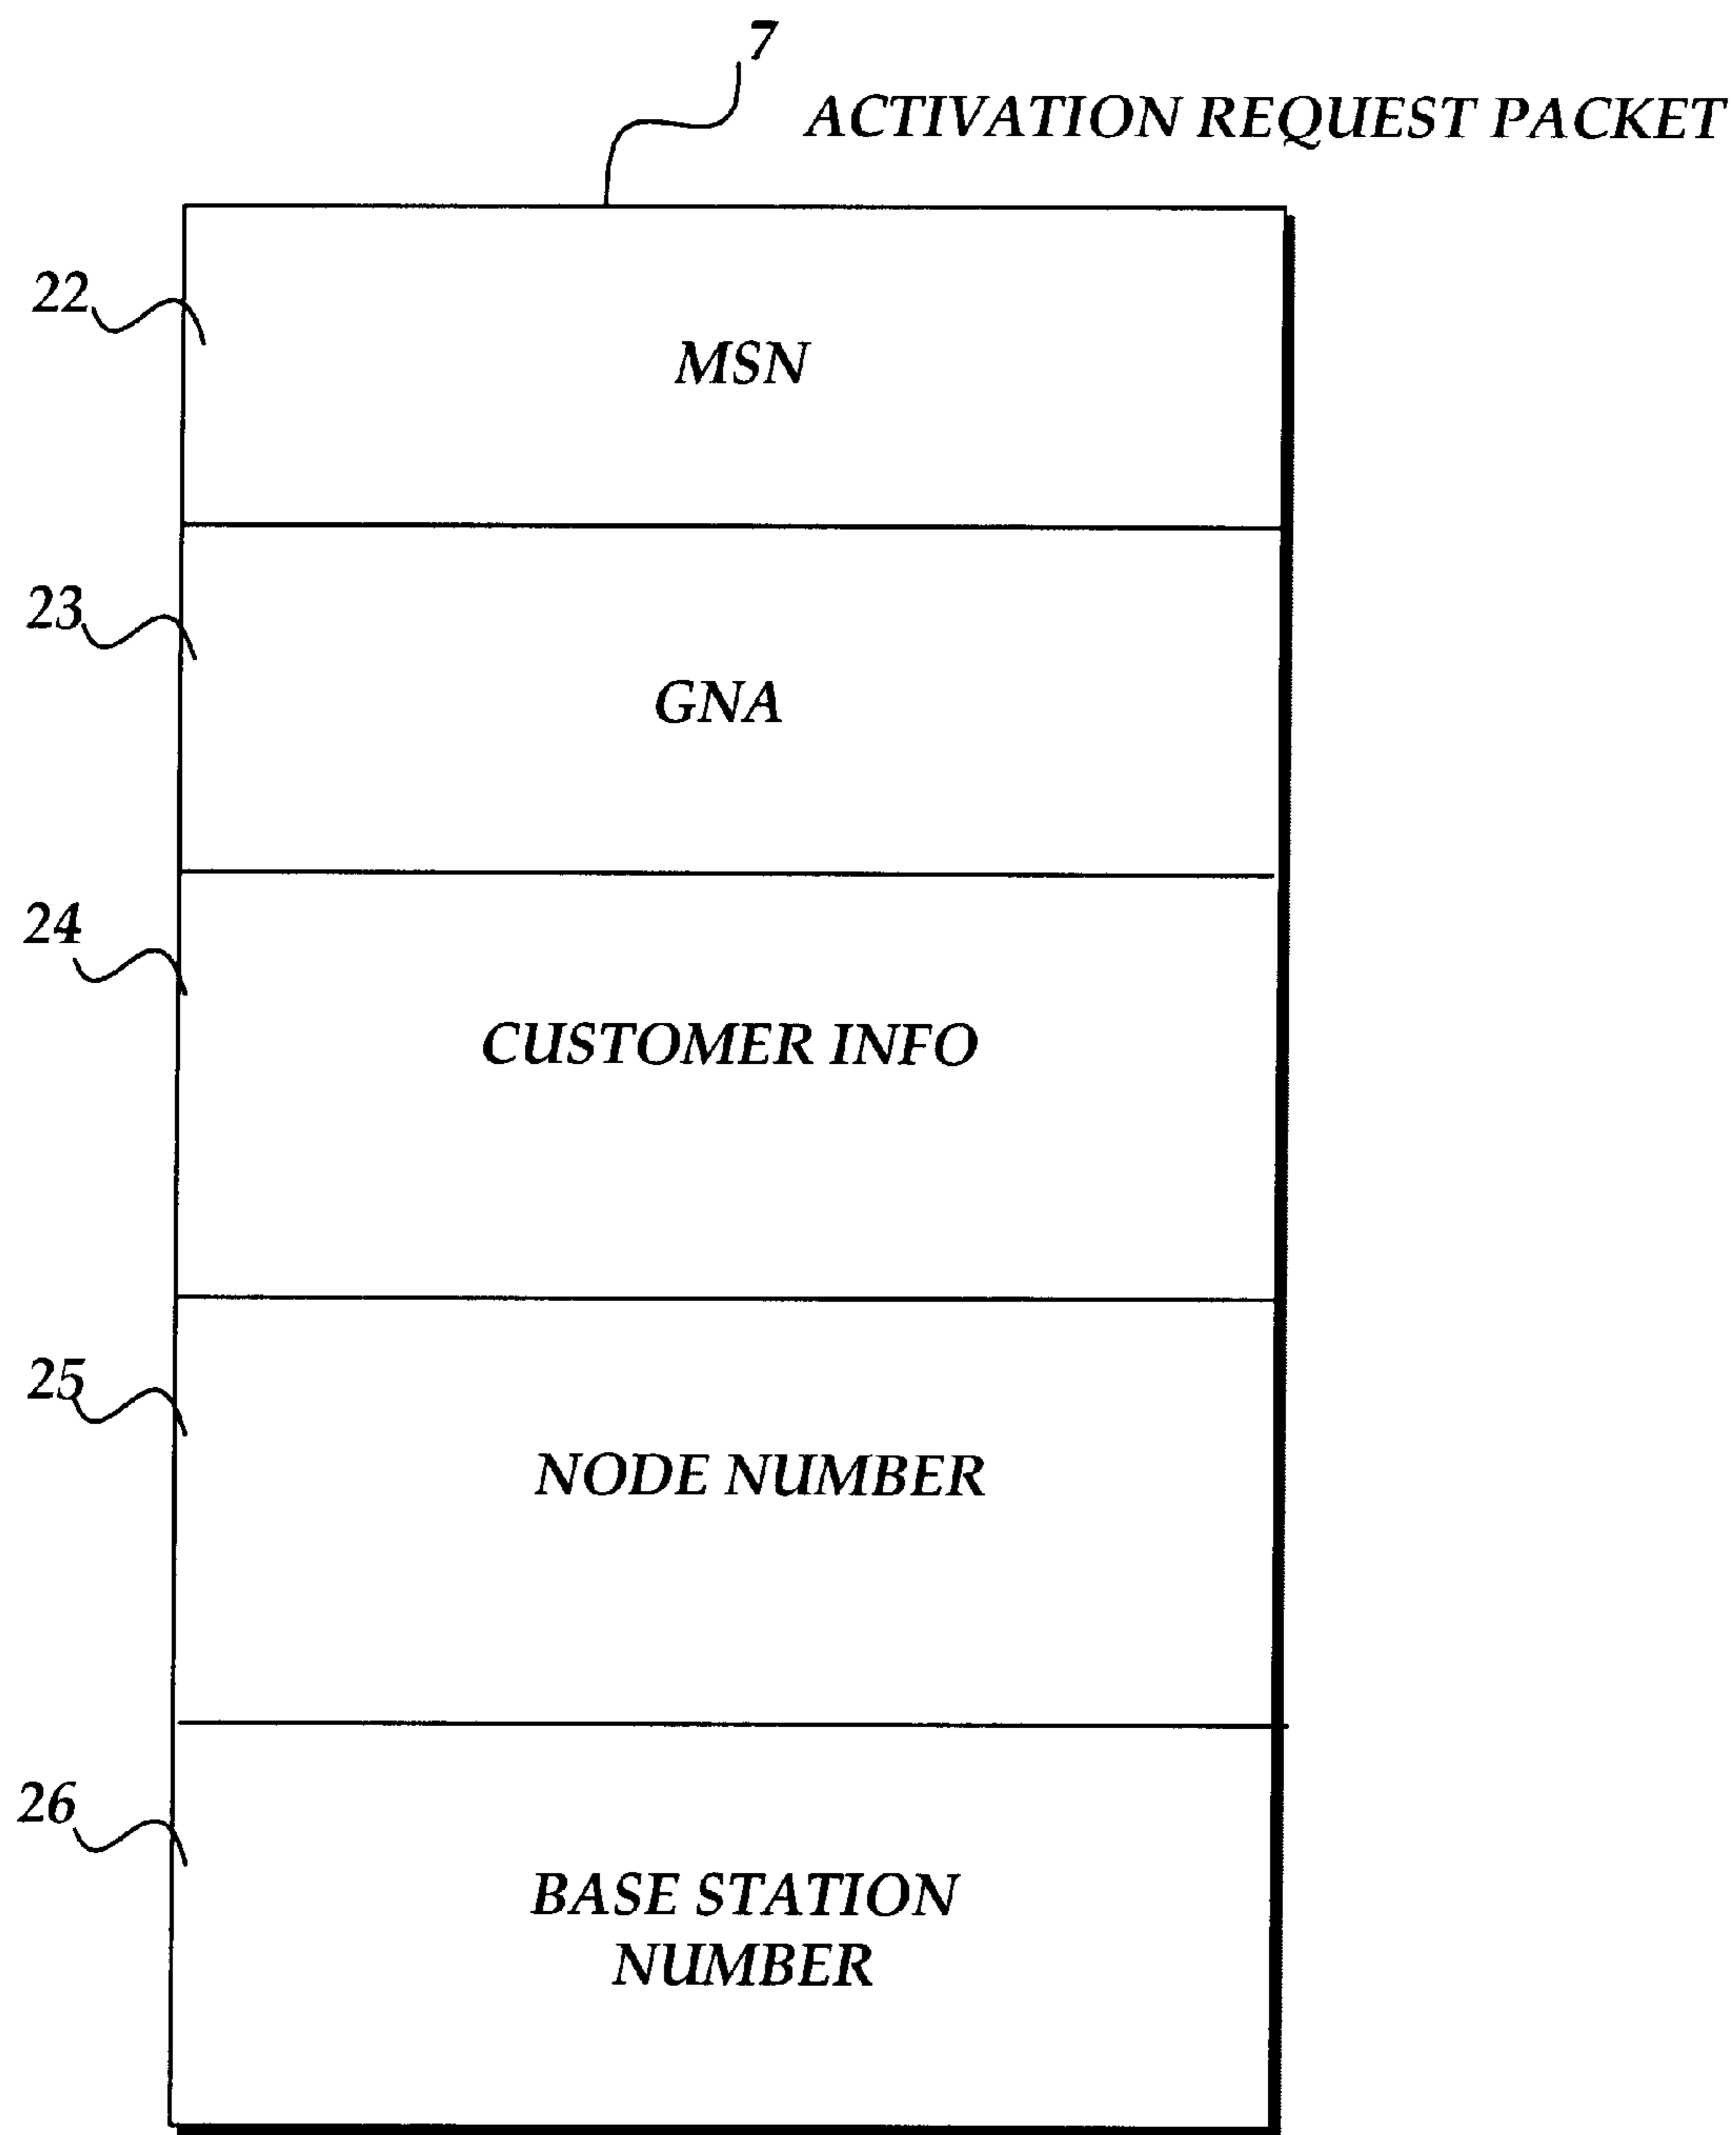 7
ACTIVATION REQUEST PACKET
22
MSN
23
GNA
24
CUSTOMER INFO
25
NODE NUMBER
26
BASE STATION
NUMBER